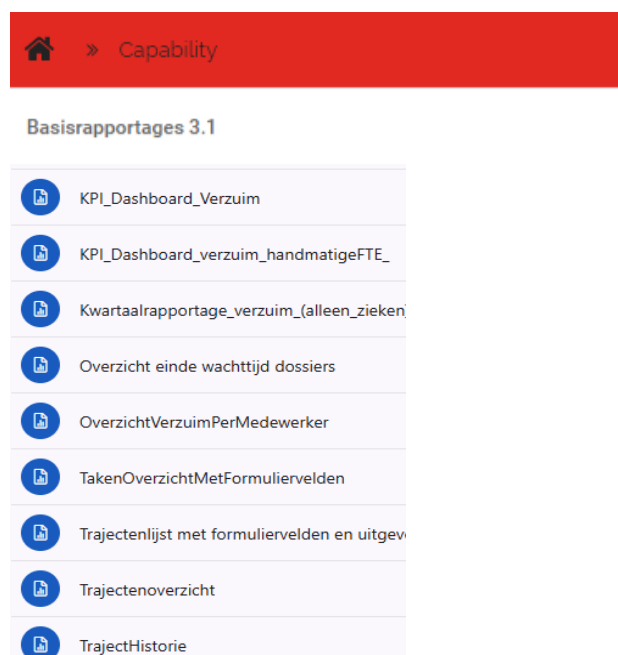 » Capability
Basisrapportages 3.1
KPI_Dashboard_Verzuim
KPI_Dashboard_verzuim_handmatigeFTE_
Kwartaalrapportage_verzuim_(alleen_zieken)
Overzicht einde wachttijd dossiers
OverzichtVerzuimPerMedewerker
TakenOverzichtMetFormuliervelden
Trajectenlijst met formuliervelden en
Trajectenoverzicht
TrajectHistorie